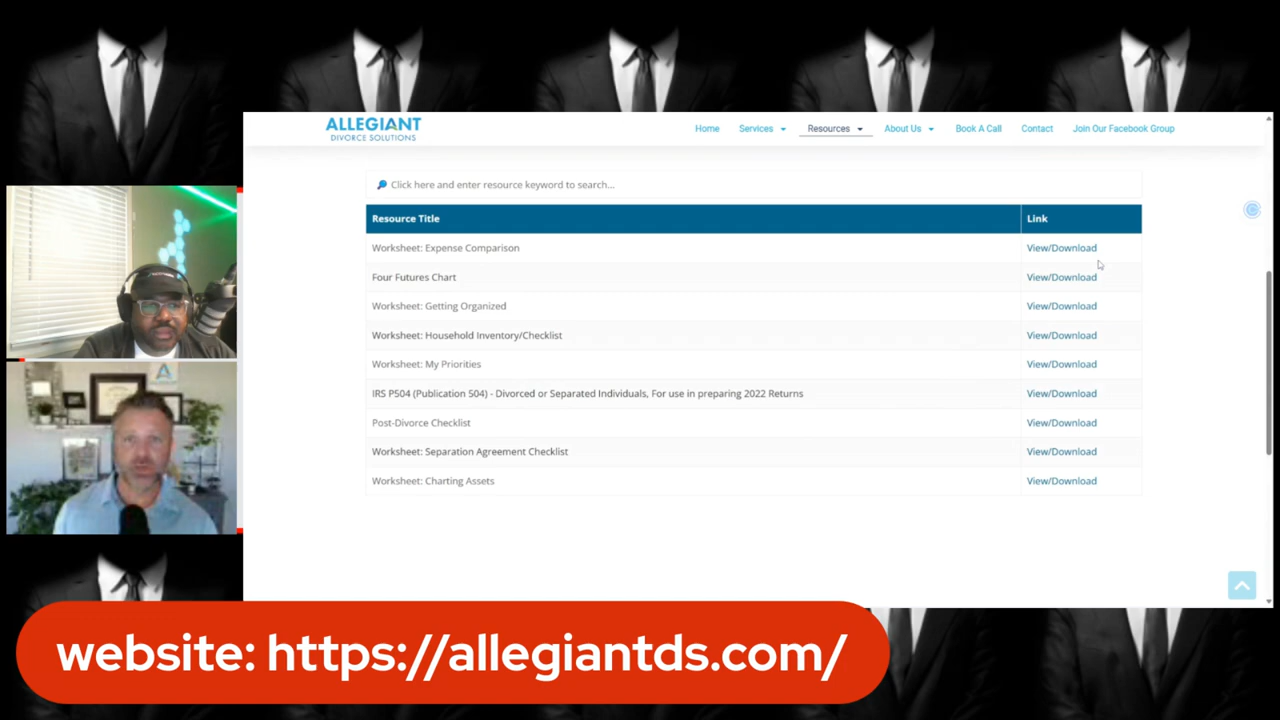 ALLEGIANT
DIVORCE SOLUTIONS
Home Services Resources About Us Book A Call Contact Join Our Facebook Group
Click here and enter resource keyword to search...
Resource Title Link
Worksheet: Expense Comparison View/Download
Four Futures Chart View/Download
Worksheet: Getting Organized View/Download
Worksheet: Household Inventory/Checklist View/Download
Worksheet: My Priorities View/Download
IRS P504 (Publication 504) - Divorced or Separated Individuals, For use in preparing 2022 Returns View/Download
Post-Divorce Checklist View/Download
Worksheet: Separation Agreement Checklist View/Download
Worksheet: Charting Assets View/Download
website: https://allegiantds.com/